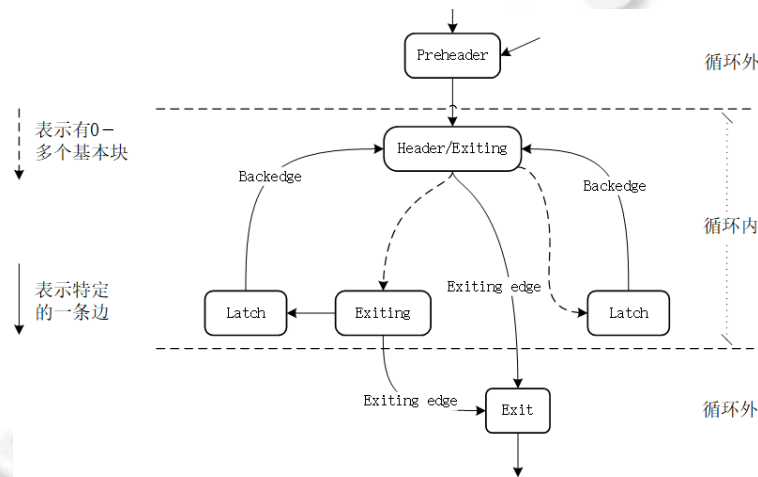 Preheader
循环外
表示有0-
多个基本块
Header/Exiting
Backedge
Backedge
循环内
表示特定
的一条边
Exiting edge
Latch
Exiting
Latch
Exiting edge
Exit
循环外